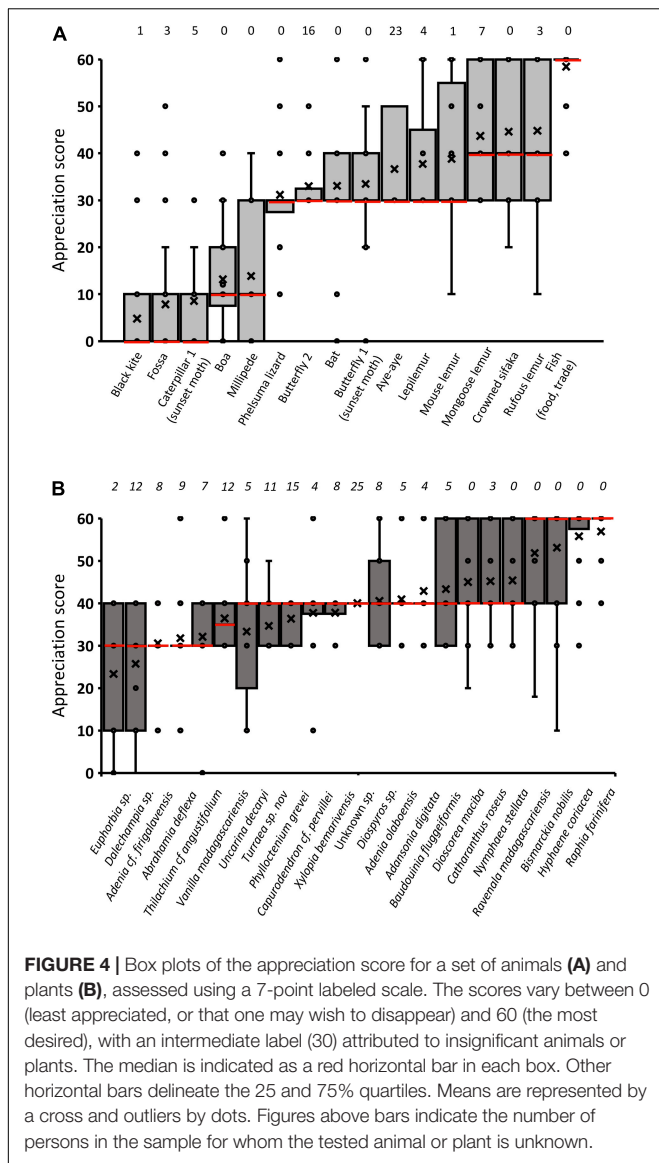 A
1 3 5 0 0 0 16 0 0 23 4 1 7 0 3 0
60
50
40
30
20
10
0
Appreciation score
Black kite
Fossa
Caterpillar 1
(sunset moth)
Boa
Millipede
Phelsuma lizard
Butterfly 2
Bat
Butterfly 1
(sunset moth)
Aye-aye
Lepilemur
Mouse lemur
Mongoose lemur
Crowned sifaka
Rufous lemur
Fish
(food, trade)
B
2 12 8 9 7 12 5 11 15 4 8 25 8 5 4 5 0 3 0 0 0 0 0
60
50
40
30
20
10
0
Appreciation score
Euphorbia sp.
Dalechampia sp.
Adenia cf. firigalavensis
Abrahamia deflexa
Thilachium cf angustifolium
Vanilla madagascariensis
Uncarina decaryi
Turraea sp. nov
Phylloctenium grevei
Capurodendron cf. pervillei
Xylopia bemarivensis
Unknown sp.
Diospyros sp.
Adenia olaboensis
Adansonia digitata
Baudouinia fluggeiformis
Dioscorea maciba
Catharanthus roseus
Nymphaea stellata
Ravenala madagascariensis
Bismarckia nobilis
Hyphaene coriacea
Raphia farinifera
FIGURE 4 | Box plots of the appreciation score for a set of animals (A) and
plants (B), assessed using a 7-point labeled scale. The scores vary between 0
(least appreciated, or that one may wish to disappear) and 60 (the most
desired), with an intermediate label (30) attributed to insignificant animals or
plants. The median is indicated as a red horizontal bar in each box. Other
horizontal bars delineate the 25 and 75% quartiles. Means are represented by
a cross and outliers by dots. Figures above bars indicate the number of
persons in the sample for whom the tested animal or plant is unknown.